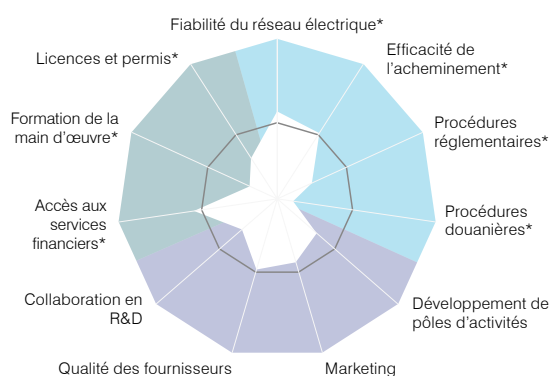 Fiabilité du réseau électrique*
Efficacité de
l’acheminement*
Procédures
réglementaires*
Procédures
douanières*
Développement de
pôles d’activités
Marketing
Qualité des fournisseurs
Collaboration en
R&D
Accès aux
services
financiers*
Formation de la
main d’œuvre*
Licences et permis*